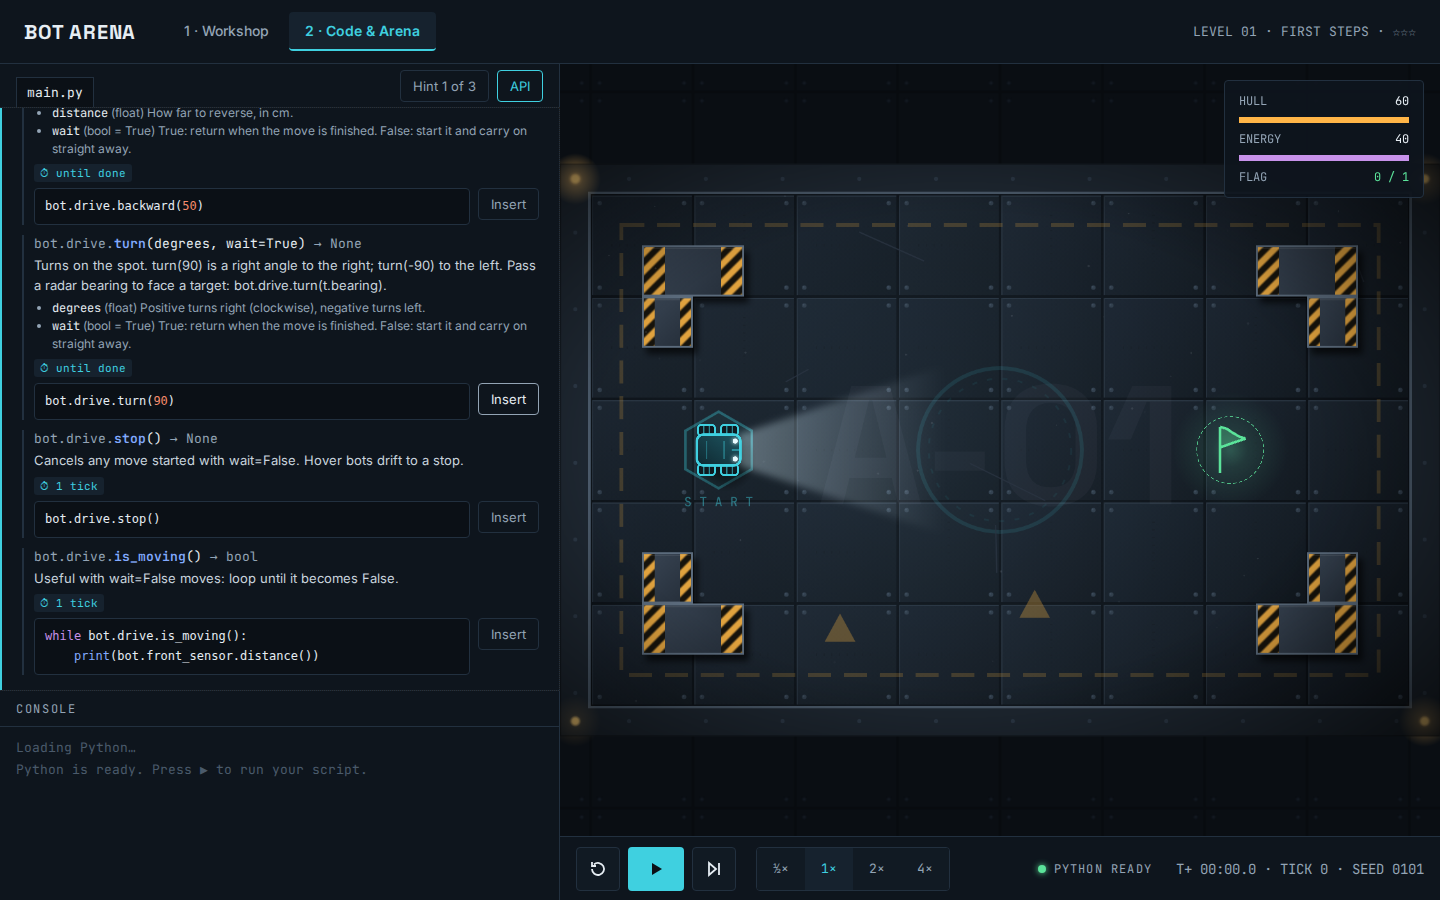 BOT ARENA
1 · Workshop
2 · Code & Arena
LEVEL 01 · FIRST STEPS · ☆☆☆
main.py
Hint 1 of 3
API
distance (float) How far to reverse, in cm.
wait (bool = True) True: return when the move is finished. False: start it and carry on
straight away.
⏱ until done
bot.drive.backward(50)
Insert
bot.drive.turn(degrees, wait=True) → None
Turns on the spot. turn(90) is a right angle to the right; turn(-90) to the left. Pass
a radar bearing to face a target: bot.drive.turn(t.bearing).
degrees (float) Positive turns right (clockwise), negative turns left.
wait (bool = True) True: return when the move is finished. False: start it and carry on
straight away.
⏱ until done
bot.drive.turn(90)
Insert
bot.drive.stop() → None
Cancels any move started with wait=False. Hover bots drift to a stop.
⏱ 1 tick
bot.drive.stop()
Insert
bot.drive.is_moving() → bool
Useful with wait=False moves: loop until it becomes False.
⏱ 1 tick
while bot.drive.is_moving():
print(bot.front_sensor.distance())
Insert
CONSOLE
Loading Python…
Python is ready. Press ▶ to run your script.
HULL 60
ENERGY 40
FLAG 0 / 1
A-01
START
½× 1× 2× 4×
PYTHON READY
T+ 00:00.0 · TICK 0 · SEED 0101